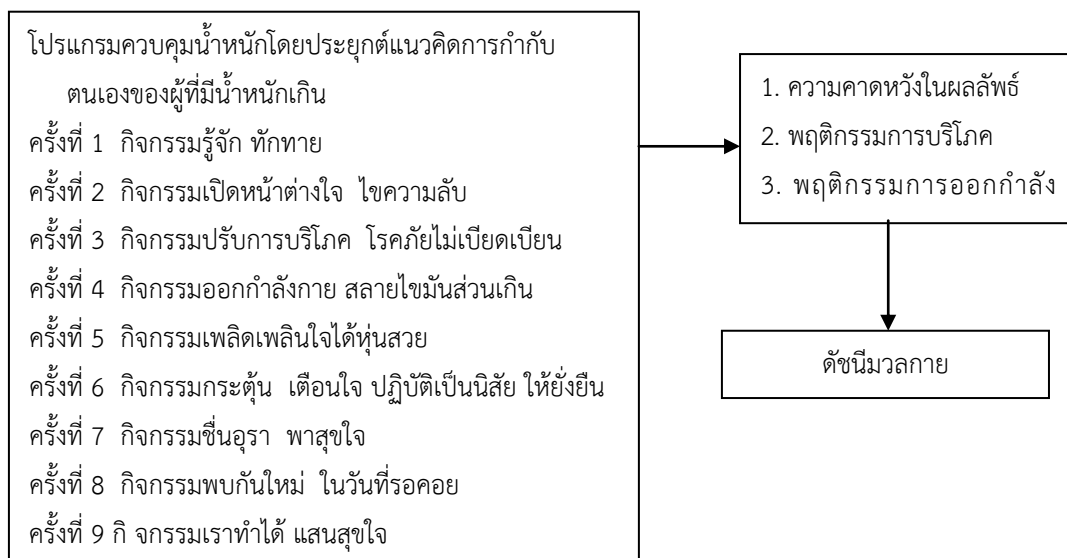 โปรแกรมควบคุมน้ำหนักโดยประยุกต์แนวคิดการกำกับ
ตนเองของผู้ที่มีน้ำหนักเกิน
ครั้งที่ 1 กิจกรรมรู้จัก ทักทาย
ครั้งที่ 2 กิจกรรมเปิดหน้าต่างใจ ไขความลับ
ครั้งที่ 3 กิจกรรมปรับการบริโภค โรคภัยไม่เบียดเบียน
ครั้งที่ 4 กิจกรรมออกกำลังกาย สลายไขมันส่วนเกิน
ครั้งที่ 5 กิจกรรมเพลิดเพลินใจได้หุ่นสวย
ครั้งที่ 6 กิจกรรมกระตุ้น เตือนใจ ปฏิบัติเป็นนิสัย ให้ยั่งยืน
ครั้งที่ 7 กิจกรรมชื่นอุรา พาสุขใจ
ครั้งที่ 8 กิจกรรมพบกันใหม่ ในวันที่รอคอย
ครั้งที่ 9 กิ จกรรมเราทำได้ แสนสุขใจ
1. ความคาดหวังในผลลัพธ์
2. พฤติกรรมการบริโภค
3. พฤติกรรมการออกกำลัง
ดัชนีมวลกาย